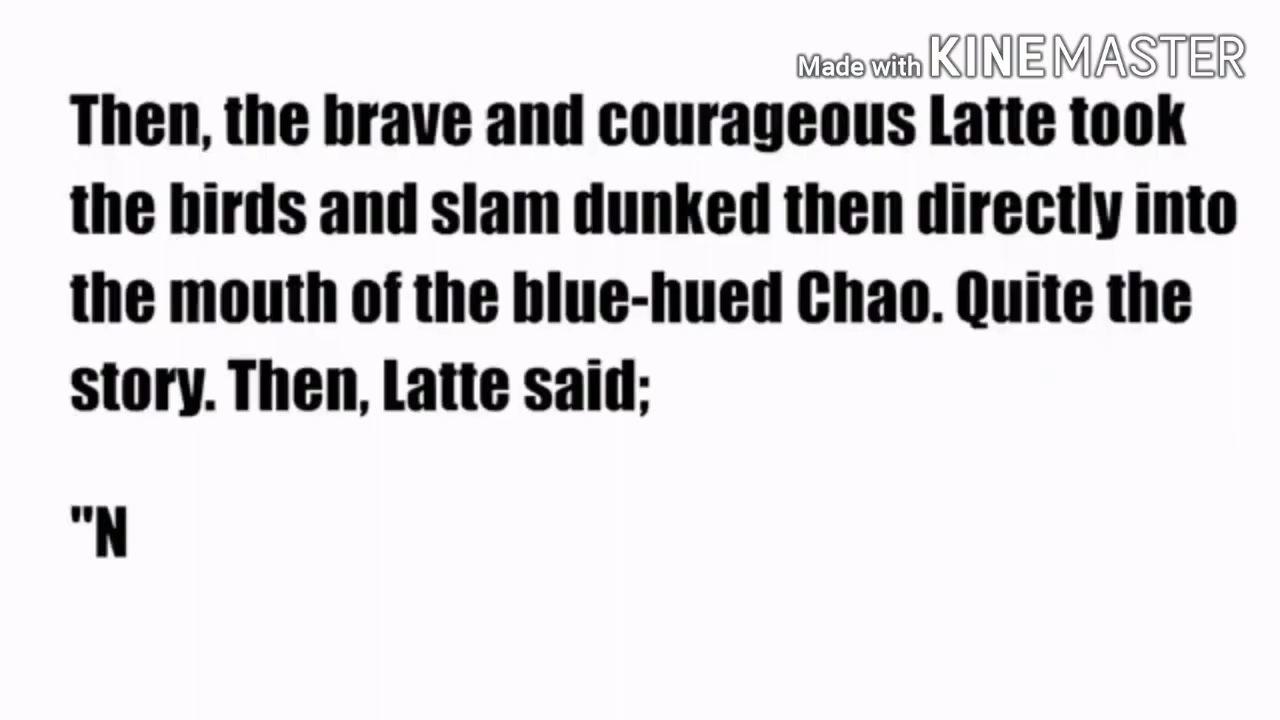 Made with KINEMASTER
Then, the brave and courageous Latte took
the birds and slam dunked then directly into
the mouth of the blue-hued Chao. Quite the
story. Then, Latte said;
"N